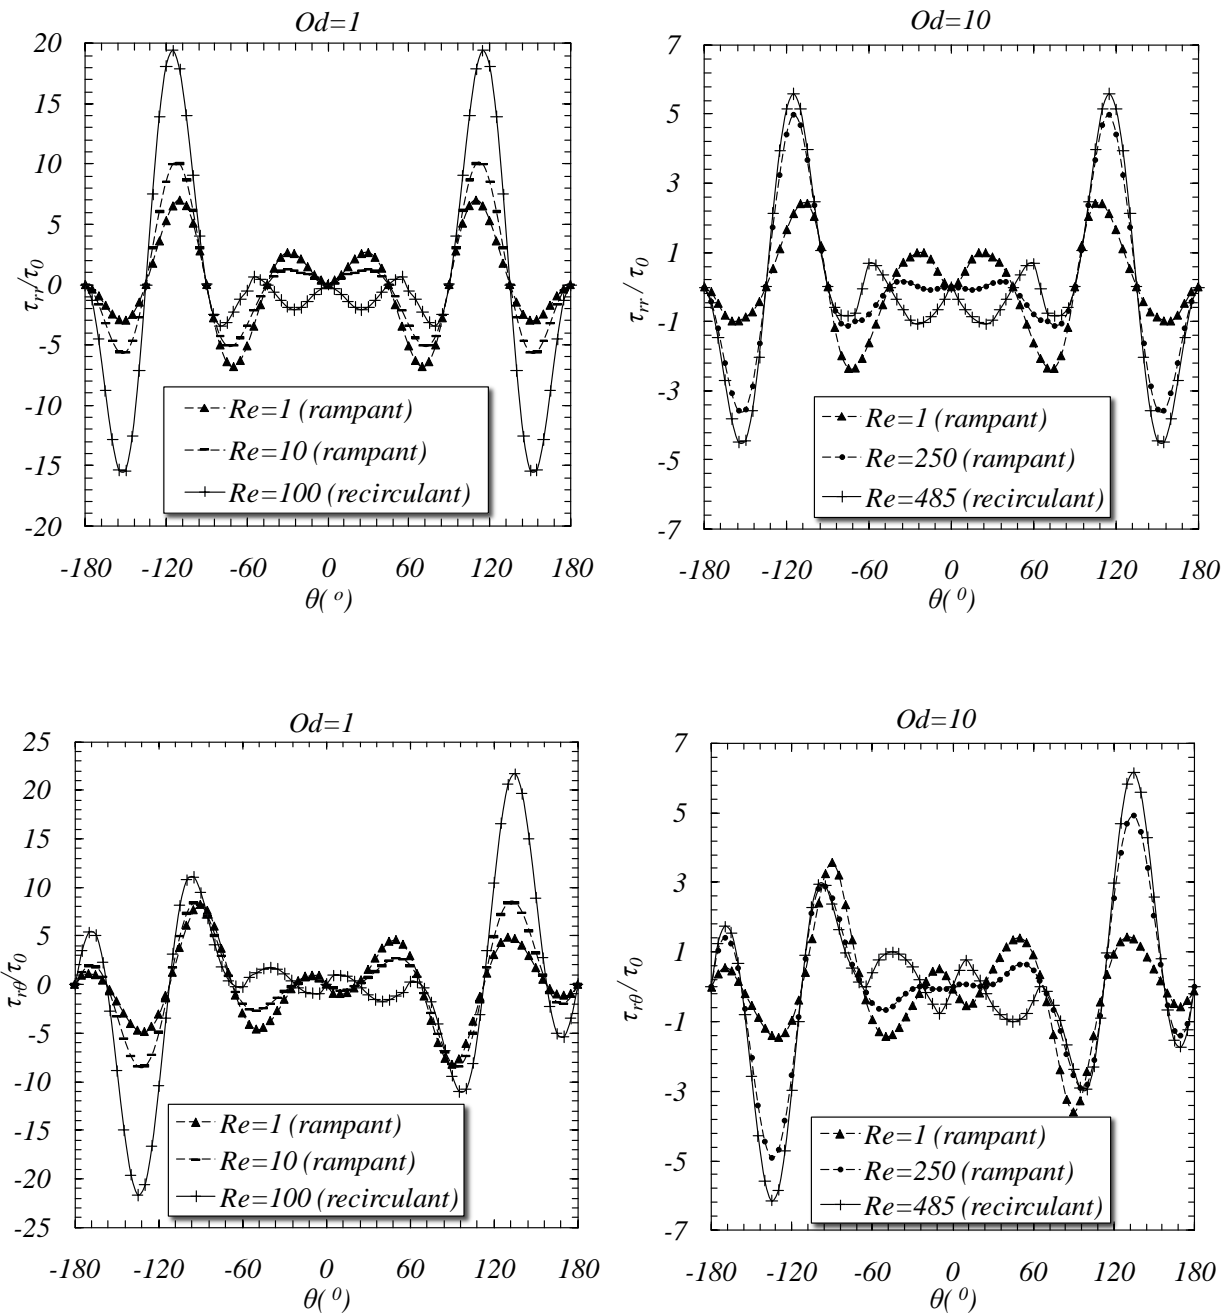 Od=1
20
15
10
5
0
-5
-10
-15
-20
τrr/τ0
Re=1 (rampant)
Re=10 (rampant)
Re=100 (recirculant)
-180 -120 -60 0 60 120 180
θ( o)
Od=10
7
5
3
1
-1
-3
-5
-7
τrr/τ0
Re=1 (rampant)
Re=250 (rampant)
Re=485 (recirculant)
-180 -120 -60 0 60 120 180
θ( 0)
Od=1
25
20
15
10
5
0
-5
-10
-15
-20
-25
τrθ/τ0
Re=1 (rampant)
Re=10 (rampant)
Re=100 (recirculant)
-180 -120 -60 0 60 120 180
θ( 0)
Od=10
7
5
3
1
-1
-3
-5
-7
τrθ/τ0
Re=1 (rampant)
Re=250 (rampant)
Re=485 (recirculant)
-180 -120 -60 0 60 120 180
θ( 0)